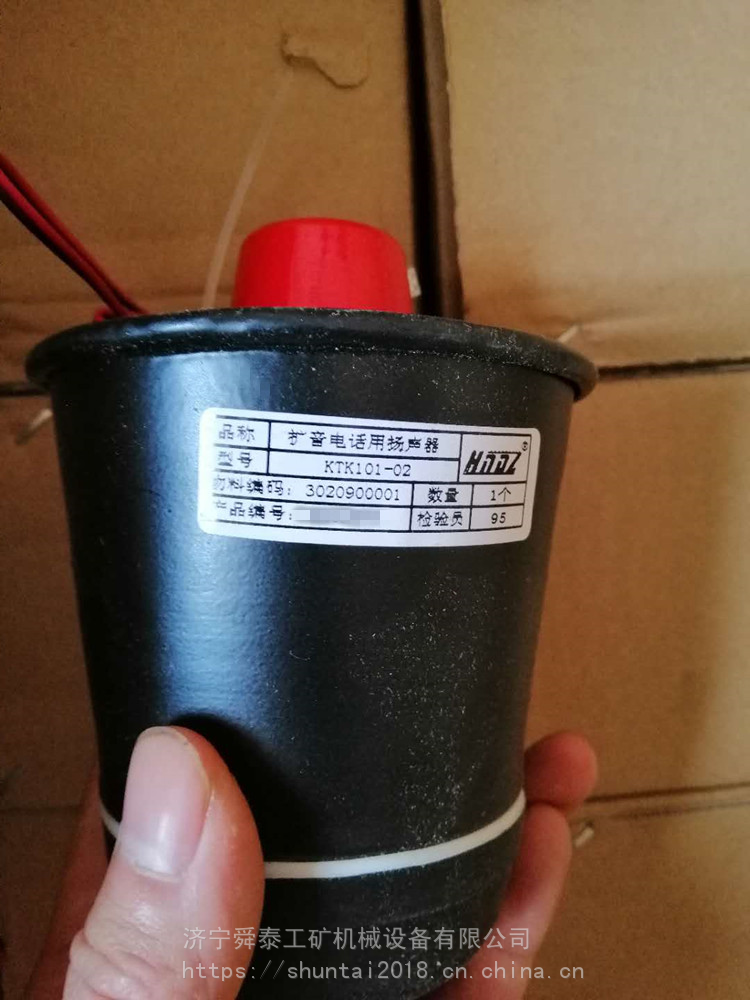 品称 扩音电话用扬声器
型号 KTK101-02 HDDZ®
物料编码: 3020900001 数量 1个
产品编号: 检验员 95
济宁舜泰工矿机械设备有限公司
https://shuntai2018.cn.china.cn